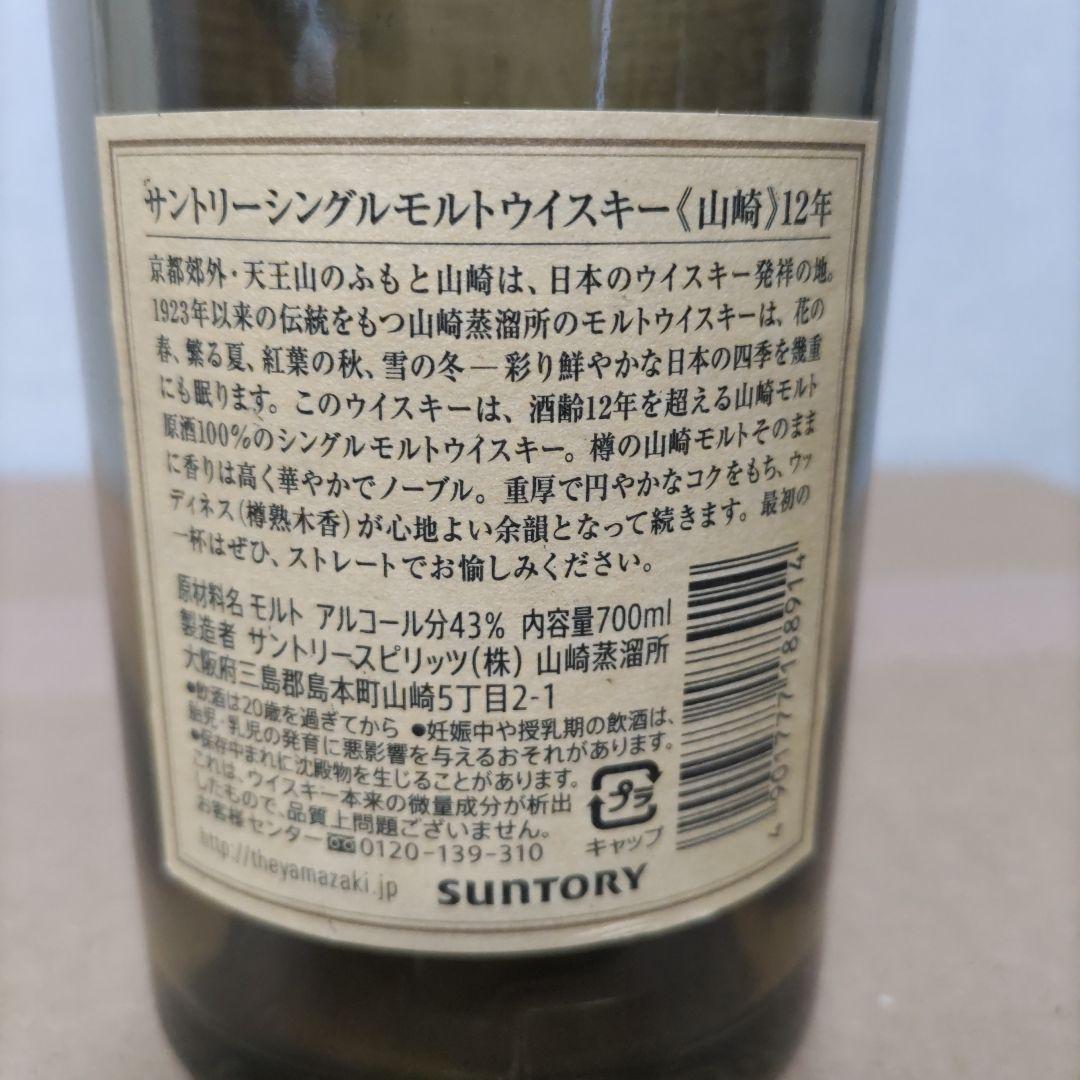 サントリーシングルモルトウイスキー《山崎》12年
京都郊外・天王山のふもと山崎は、日本のウイスキー発祥の地。
1923年以来の伝統をもつ山崎蒸溜所のモルトウイスキーは、花の
春、繁る夏、紅葉の秋、雪の冬―彩り鮮やかな日本の四季を幾重
にも眠ります。このウイスキーは、酒齢12年を超える山崎モルト
原酒100%のシングルモルトウイスキー。樽の山崎モルトそのまま
に香りは高く華やかでノーブル。重厚で円やかなコクをもち、ウッ
ディネス(樽熟木香)が心地よい余韻となって続きます。最初の
一杯はぜひ、ストレートでお愉しみください。
原材料名 モルト アルコール分43% 内容量700ml
製造者 サントリースピリッツ(株) 山崎蒸溜所
大阪府三島郡島本町山崎5丁目2-1
●飲酒は20歳を過ぎてから ●妊娠中や授乳期の飲酒は、
胎児・乳児の発育に悪影響を与えるおそれがあります。
●保存中まれに沈殿物を生じることがあります。
これは、ウイスキー本来の微量成分が析出
したもので、品質上問題ございません。
お客様センター 0120-139-310
http://theyamazaki.jp
SUNTORY
プラ
キャップ
4 901777 188914